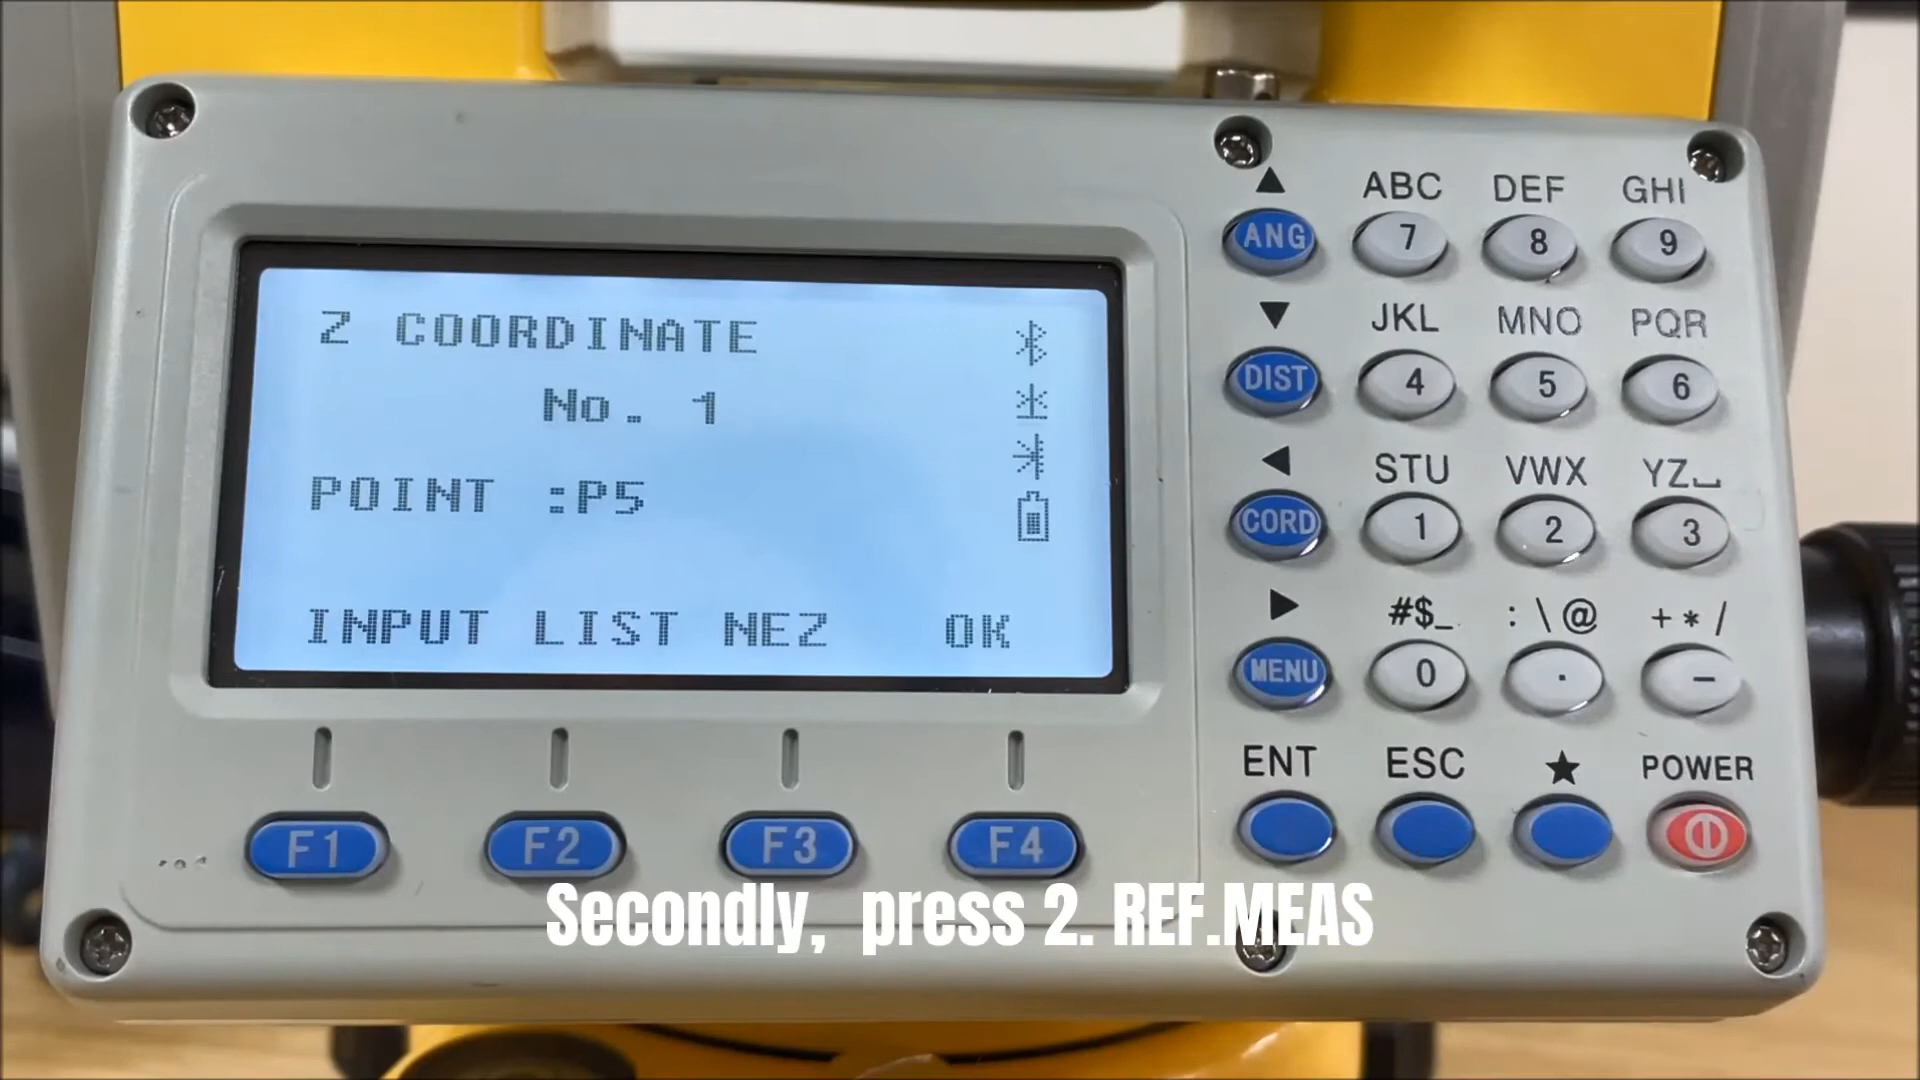 Z COORDINATE
No. 1
POINT :P5
INPUT LIST NEZ OK
F1 F2 F3 F4
ABC DEF GHI
ANG 7 8 9
JKL MNO PQR
DIST 4 5 6
STU VWX YZ⌴
CORD 1 2 3
#$_ :\@ +*/
MENU 0 . -
ENT ESC ★ POWER
Secondly, press 2. REF.MEAS